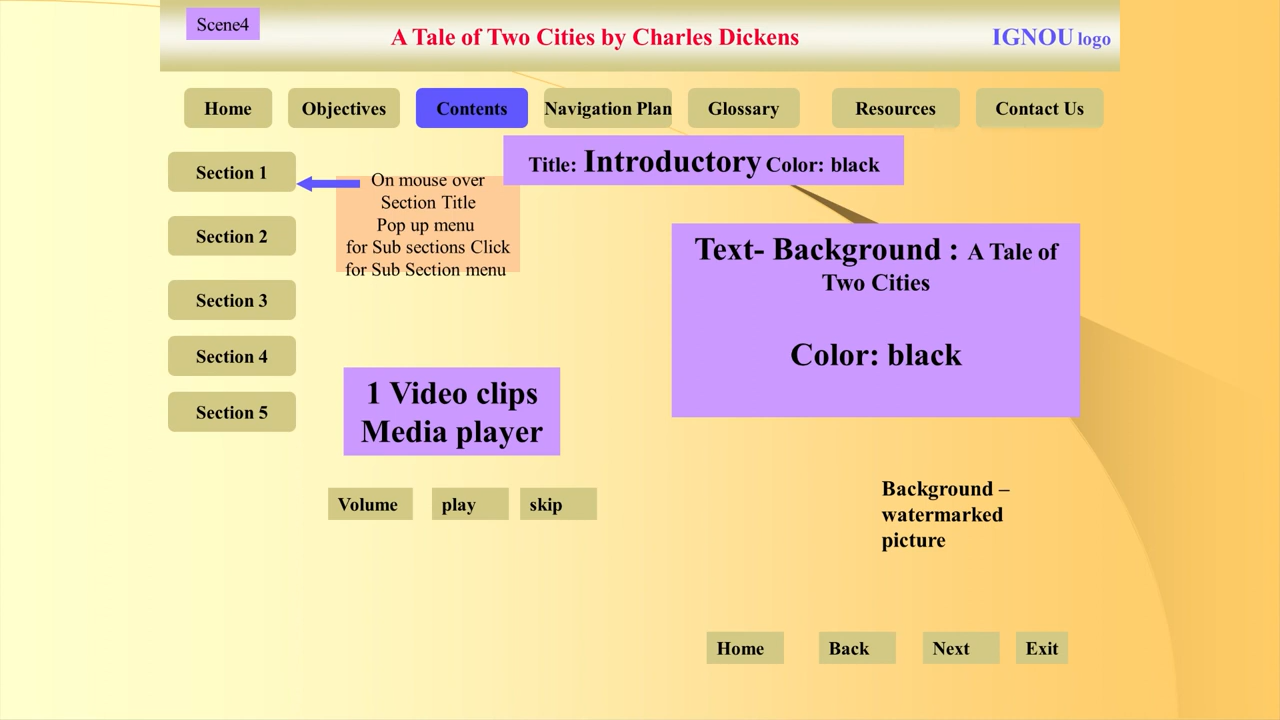 Scene4
A Tale of Two Cities by Charles Dickens
IGNOU logo
Home
Objectives
Contents
Navigation Plan
Glossary
Resources
Contact Us
Title: Introductory Color: black
Section 1
Section 2
Section 3
Section 4
Section 5
On mouse over
Section Title
Pop up menu
for Sub sections Click
for Sub Section menu
Text- Background : A Tale of
Two Cities
Color: black
1 Video clips
Media player
Volume
play
skip
Background –
watermarked
picture
Home
Back
Next
Exit